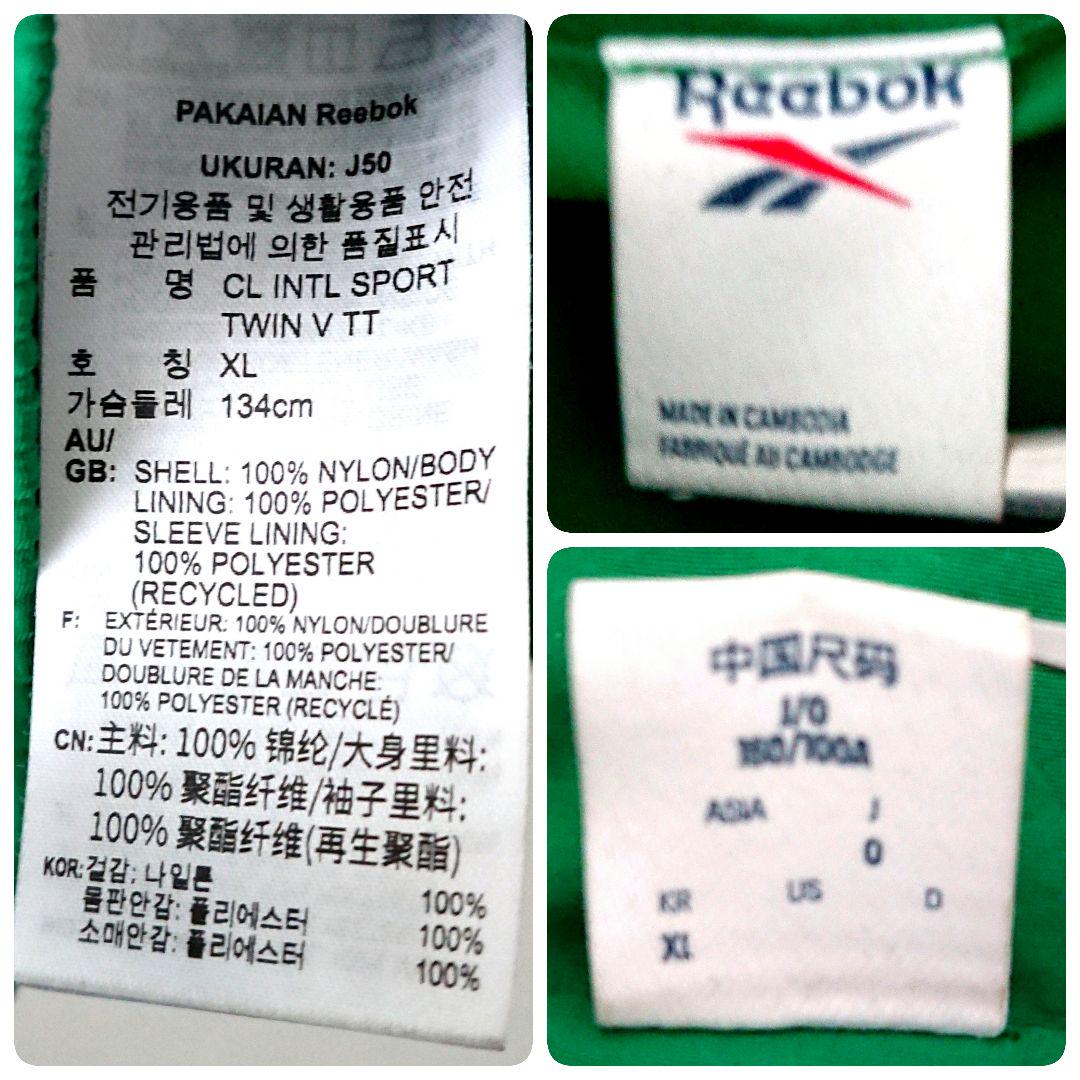 PAKAIAN Reebok
UKURAN: J50
전기용품 및 생활용품 안전
관리법에 의한 품질표시
품 명 CL INTL SPORT
TWIN V TT
호 칭 XL
가슴둘레 134cm
AU/
GB: SHELL: 100% NYLON/BODY
LINING: 100% POLYESTER/
SLEEVE LINING:
100% POLYESTER
(RECYCLED)
F: EXTÉRIEUR: 100% NYLON/DOUBLURE
DU VETEMENT: 100% POLYESTER/
DOUBLURE DE LA MANCHE:
100% POLYESTER (RECYCLÉ)
CN: 主料: 100% 锦纶/大身里料:
100% 聚酯纤维/袖子里料:
100% 聚酯纤维(再生聚酯)
KOR: 겉감: 나일론 100%
몸판안감: 폴리에스터 100%
소매안감: 폴리에스터 100%
Reebok
MADE IN CAMBODIA
FABRIQUÉ AU CAMBODGE
中国尺码
J/O
/100A
ASIA J
O
KR US D
XL